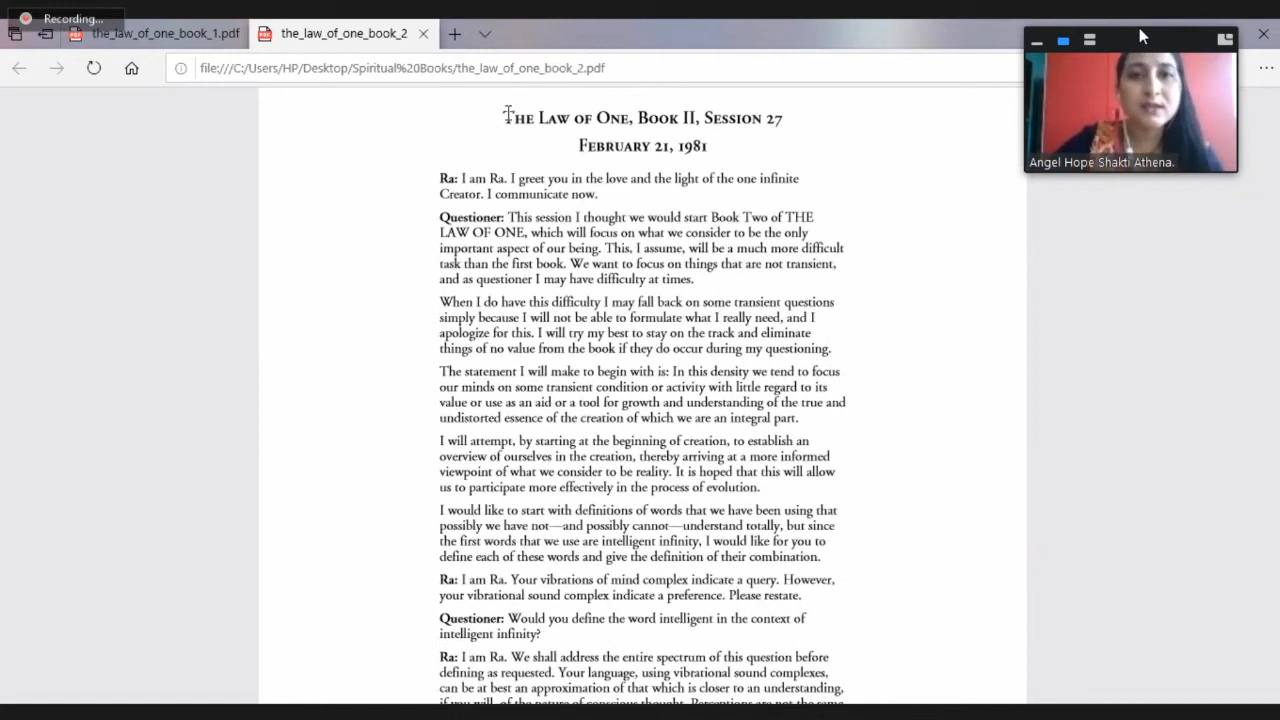 Recording...
the_law_of_one_book_1.pdf
the_law_of_one_book_2
file:///C:/Users/HP/Desktop/Spiritual%20Books/the_law_of_one_book_2.pdf
The Law of One, Book II, Session 27
February 21, 1981
Ra: I am Ra. I greet you in the love and the light of the one infinite
Creator. I communicate now.
Questioner: This session I thought we would start Book Two of THE
LAW OF ONE, which will focus on what we consider to be the only
important aspect of our being. This, I assume, will be a much more difficult
task than the first book. We want to focus on things that are not transient,
and as questioner I may have difficulty at times.
When I do have this difficulty I may fall back on some transient questions
simply because I will not be able to formulate what I really need, and I
apologize for this. I will try my best to stay on the track and eliminate
things of no value from the book if they do occur during my questioning.
The statement I will make to begin with is: In this density we tend to focus
our minds on some transient condition or activity with little regard to its
value or use as an aid or a tool for growth and understanding of the true and
undistorted essence of the creation of which we are an integral part.
I will attempt, by starting at the beginning of creation, to establish an
overview of ourselves in the creation, thereby arriving at a more informed
viewpoint of what we consider to be reality. It is hoped that this will allow
us to participate more effectively in the process of evolution.
I would like to start with definitions of words that we have been using that
possibly we have not—and possibly cannot—understand totally, but since
the first words that we use are intelligent infinity, I would like for you to
define each of these words and give the definition of their combination.
Ra: I am Ra. Your vibrations of mind complex indicate a query. However,
your vibrational sound complex indicate a preference. Please restate.
Questioner: Would you define the word intelligent in the context of
intelligent infinity?
Ra: I am Ra. We shall address the entire spectrum of this question before
defining as requested. Your language, using vibrational sound complexes,
can be at best an approximation of that which is closer to an understanding,
if you will, of the nature of conscious thought. Perceptions are not the same
Angel Hope Shakti Athena.